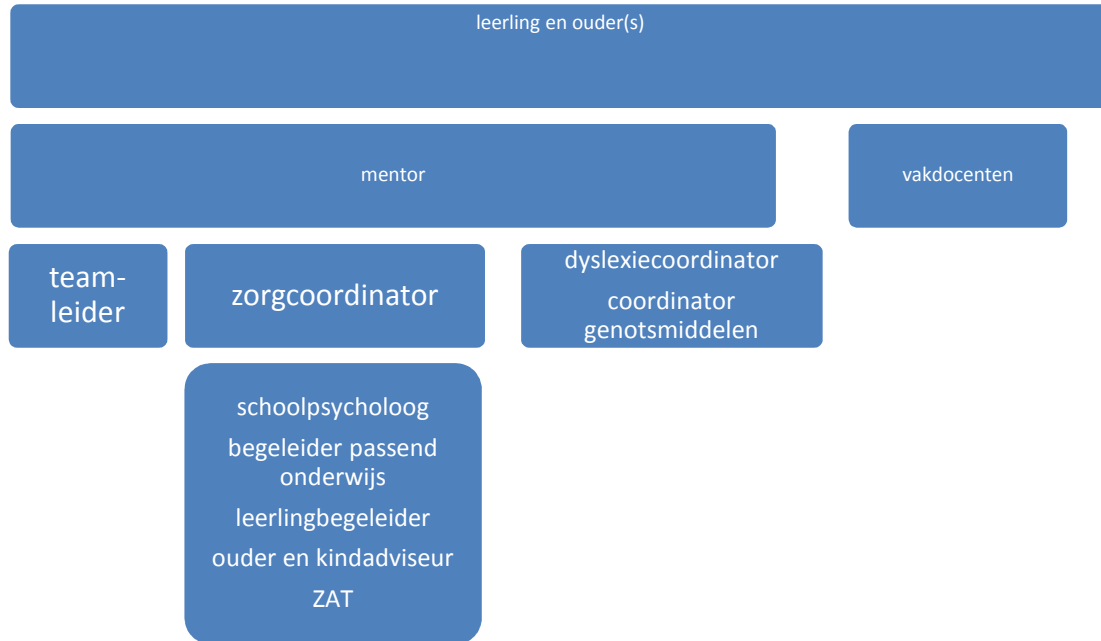 leerling en ouder(s)
mentor
vakdocenten
team-
leider
zorgcoordinator
dyslexiecoordinator
coordinator
genotsmiddelen
schoolpsycholoog
begeleider passend
onderwijs
leerlingbegeleider
ouder en kindadviseur
ZAT